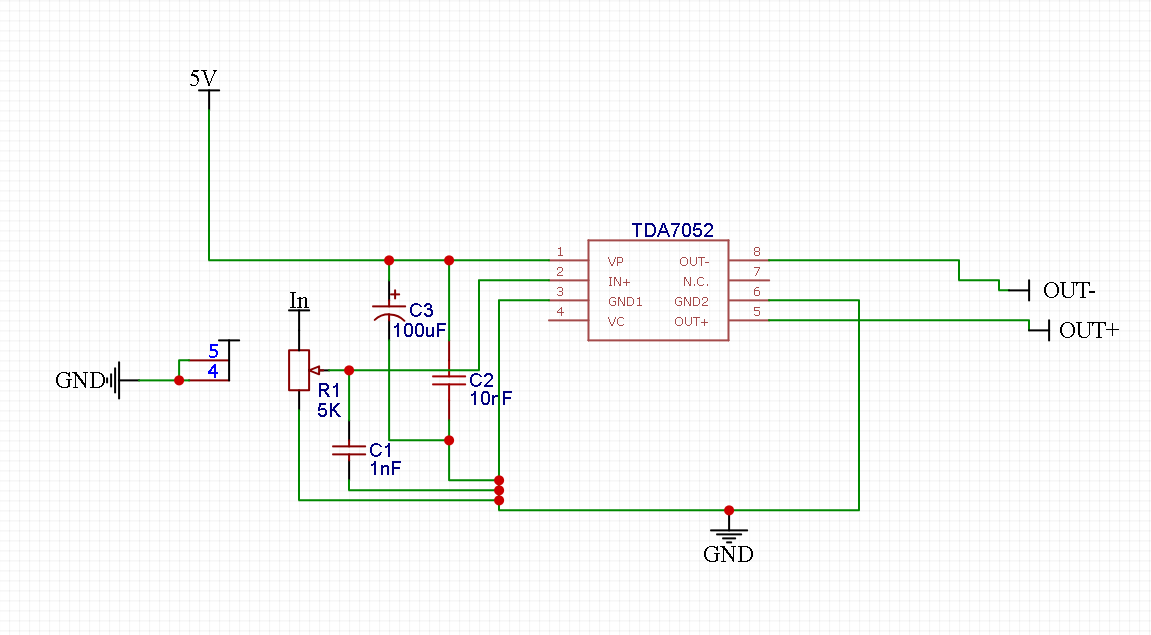 5V
TDA7052
1 VP OUT- 8
2 IN+ N.C. 7
3 GND1 GND2 6
4 VC OUT+ 5
OUT-
OUT+
In
+
C3
100uF
5
4
GND
R1
5K
C2
10nF
C1
1nF
GND